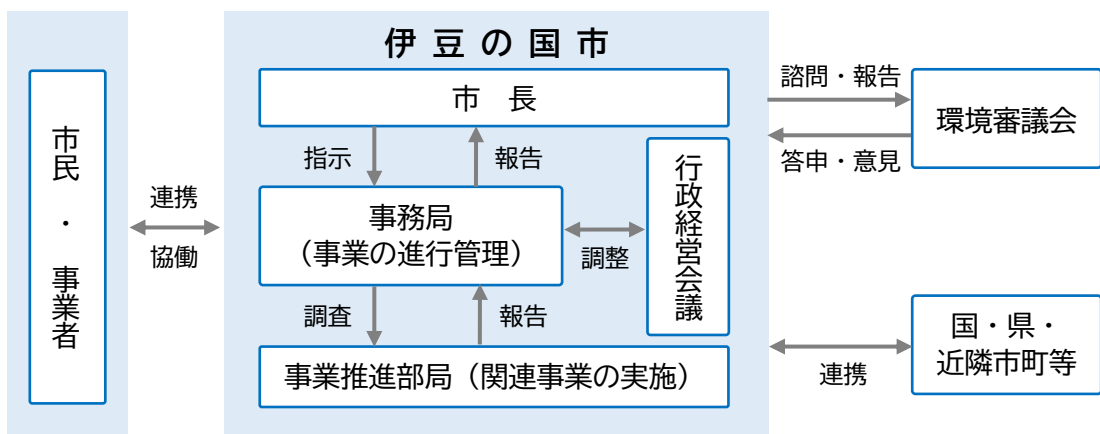 伊豆の国市
市民・事業者
連携
協働
市　長
指示
報告
事務局
（事業の進行管理）
調整
行政経営会議
調査
報告
事業推進部局（関連事業の実施）
諮問・報告
環境審議会
答申・意見
国・県・
近隣市町等
連携